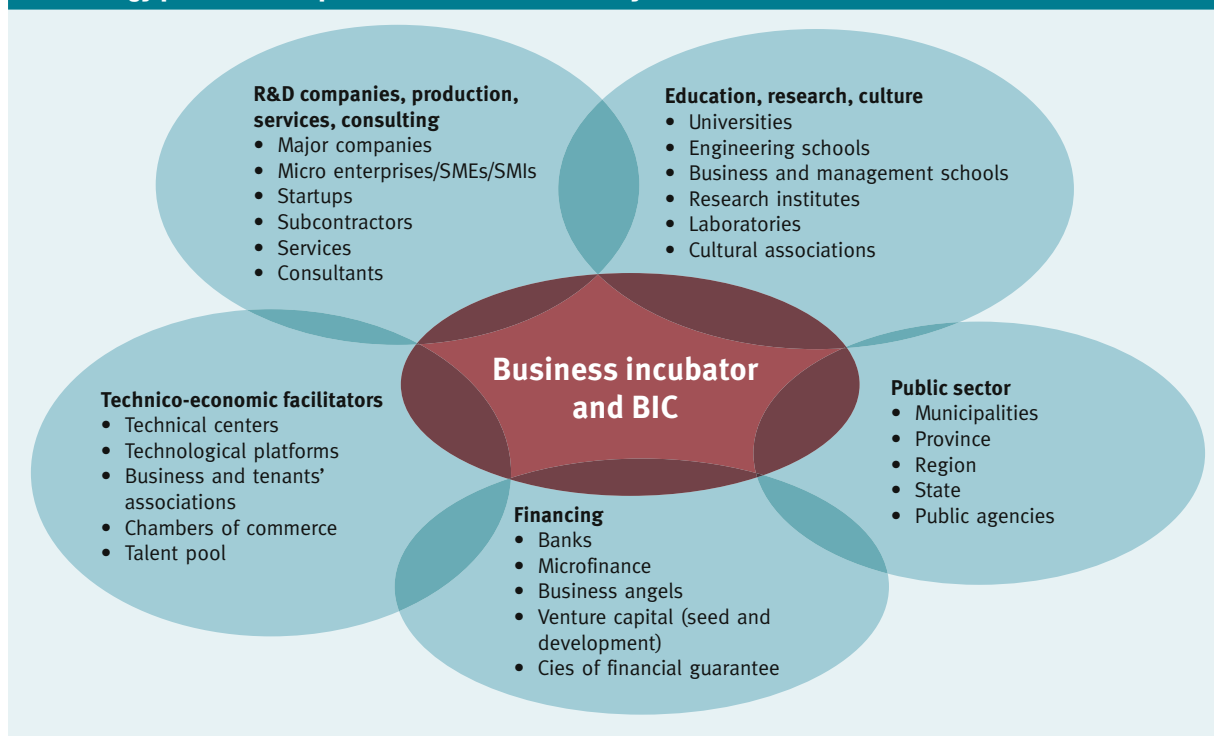 R&D companies, production,
services, consulting
• Major companies
• Micro enterprises/SMEs/SMIs
• Startups
• Subcontractors
• Services
• Consultants
Education, research, culture
• Universities
• Engineering schools
• Business and management schools
• Research institutes
• Laboratories
• Cultural associations
Business incubator
and BIC
Technico-economic facilitators
• Technical centers
• Technological platforms
• Business and tenants’
associations
• Chambers of commerce
• Talent pool
Public sector
• Municipalities
• Province
• Region
• State
• Public agencies
Financing
• Banks
• Microfinance
• Business angels
• Venture capital (seed and
development)
• Cies of financial guarantee